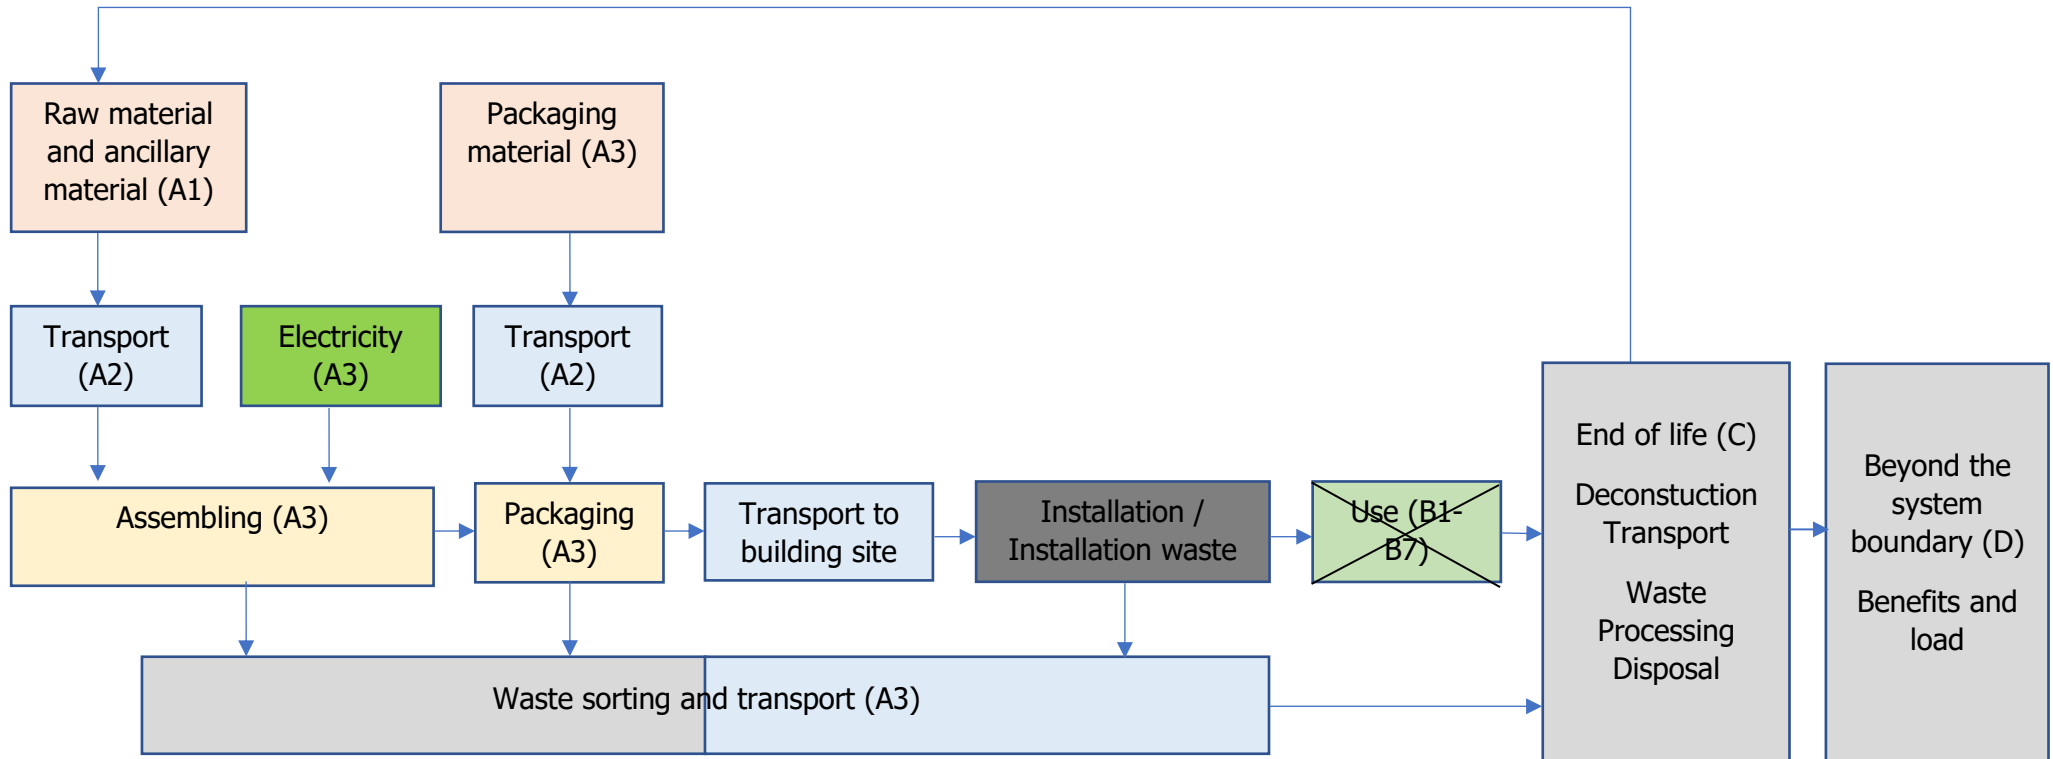 Raw material
and ancillary
material (A1)
Packaging
material (A3)
Transport
(A2)
Electricity
(A3)
Transport
(A2)
Assembling (A3)
Packaging
(A3)
Transport to
building site
Installation /
Installation waste
Use (B1-
B7)
End of life (C)
Deconstuction
Transport
Waste
Processing
Disposal
Beyond the
system
boundary (D)
Benefits and
load
Waste sorting and transport (A3)